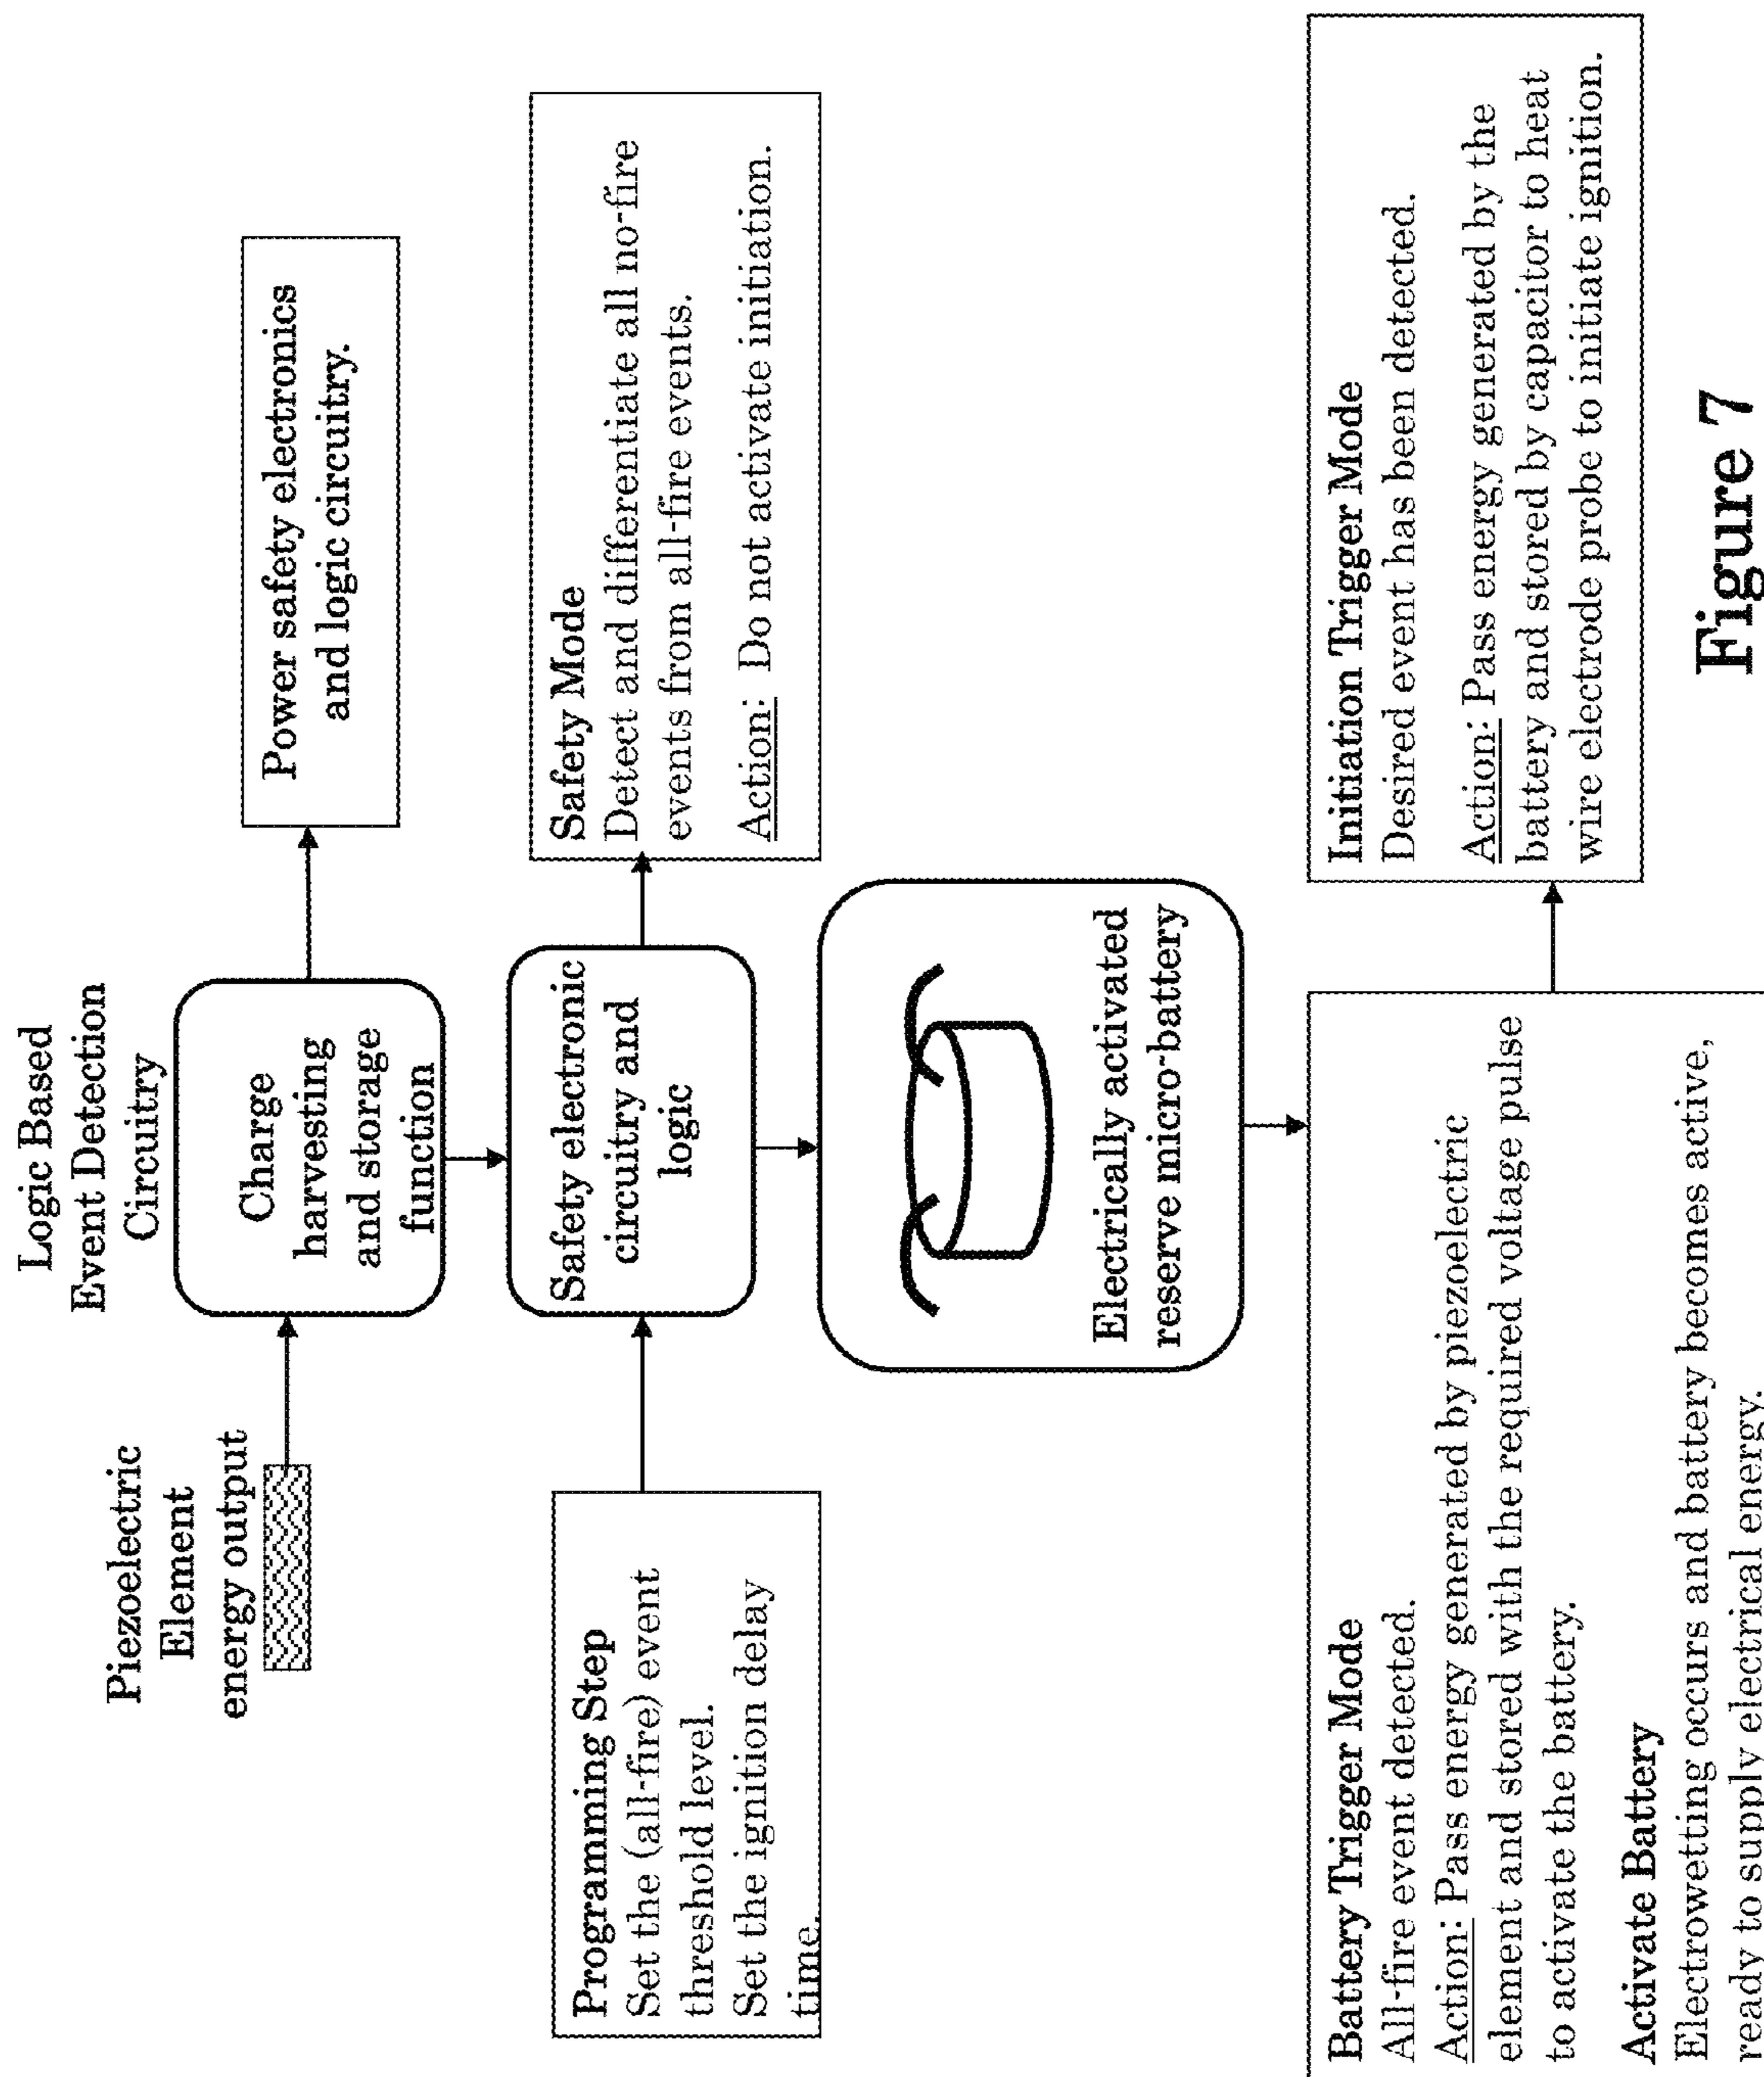 Logic Based
Event Detection
Circuitry
Piezoelectric
Element
energy output
Charge
harvesting
and storage
function
Power safety electronics
and logic circuitry.
Programming Step
Set the (all-fire) event
threshold level.
Set the ignition delay
time.
Safety electronic
circuitry and
logic
Safety Mode
Detect and differentiate all no-fire
events from all-fire events.
Action: Do not activate initiation.
Electrically activated
reserve micro-battery
Battery Trigger Mode
All-fire event detected.
Action: Pass energy generated by piezoelectric
element and stored with the required voltage pulse
to activate the battery.
Activate Battery
Electrowetting occurs and battery becomes active,
ready to supply electrical energy.
Initiation Trigger Mode
Desired event has been detected.
Action: Pass energy generated by the
battery and stored by capacitor to heat
wire electrode probe to initiate ignition.
Figure 7